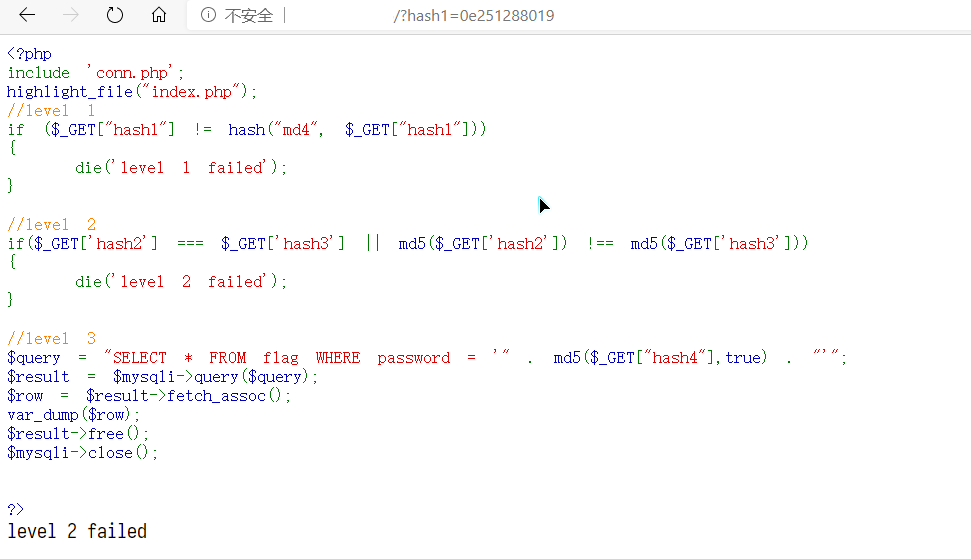 不安全 | /?hash1=0e251288019
<?php
include 'conn.php';
highlight_file("index.php");
//level 1
if ($_GET["hash1"] != hash("md4", $_GET["hash1"]))
{
die('level 1 failed');
}
//level 2
if($_GET['hash2'] === $_GET['hash3'] || md5($_GET['hash2']) !== md5($_GET['hash3']))
{
die('level 2 failed');
}
//level 3
$query = "SELECT * FROM flag WHERE password = '" . md5($_GET["hash4"],true) . "'";
$result = $mysqli->query($query);
$row = $result->fetch_assoc();
var_dump($row);
$result->free();
$mysqli->close();
?>
level 2 failed